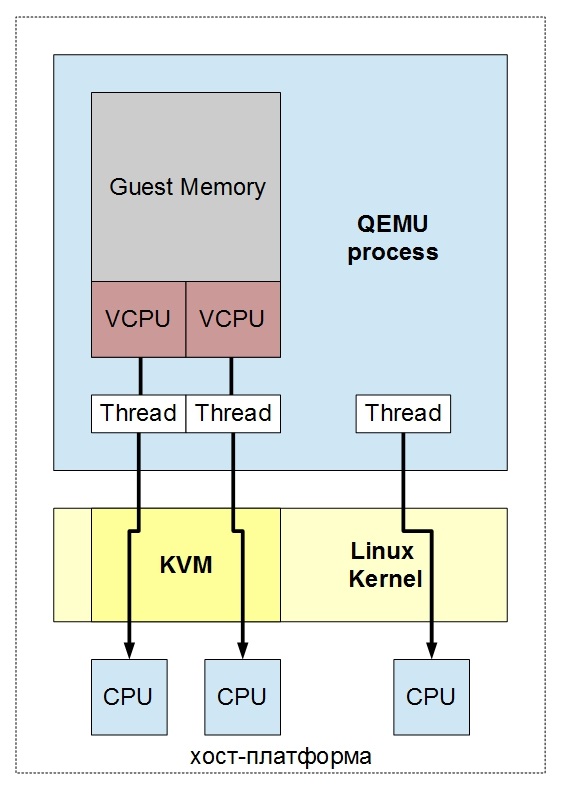 Guest Memory
QEMU
process
VCPU VCPU
Thread Thread Thread
KVM
Linux
Kernel
CPU CPU CPU
хост-платформа